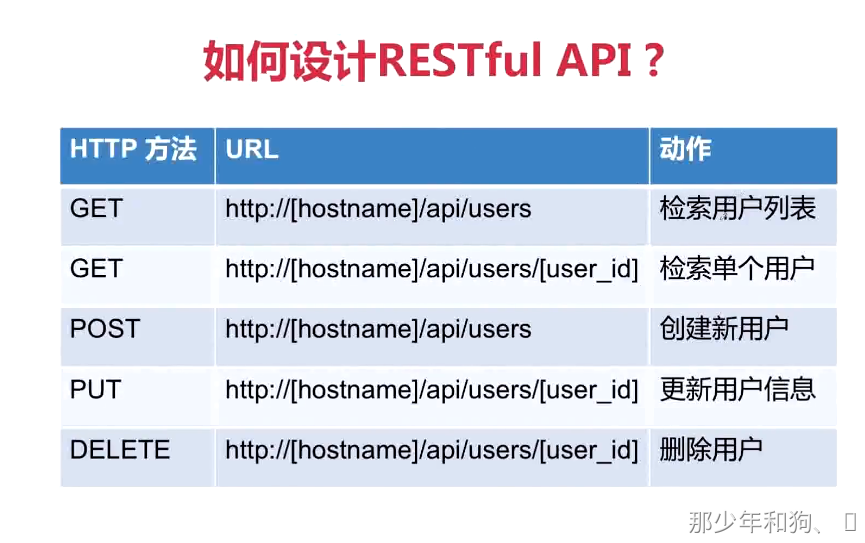 如何设计RESTful API？
HTTP 方法 URL 动作
GET http://[hostname]/api/users 检索用户列表
GET http://[hostname]/api/users/[user_id] 检索单个用户
POST http://[hostname]/api/users 创建新用户
PUT http://[hostname]/api/users/[user_id] 更新用户信息
DELETE http://[hostname]/api/users/[user_id] 删除用户
那少年和狗、